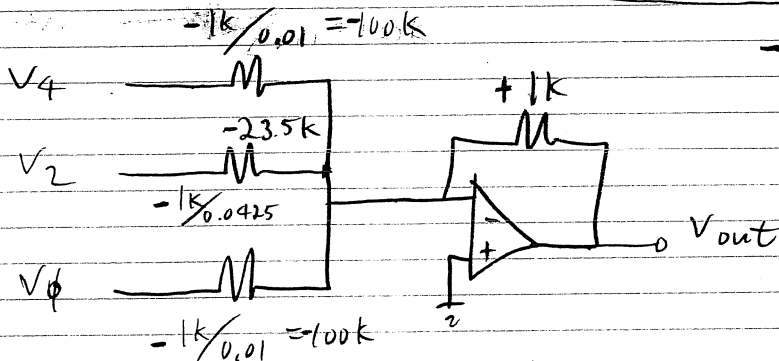 -1k/0.01 = -100k
V4
+1k
-23.5k
V2
-1k/0.0425
-
+
Vout
Vϕ
-1k/0.01 = -100k